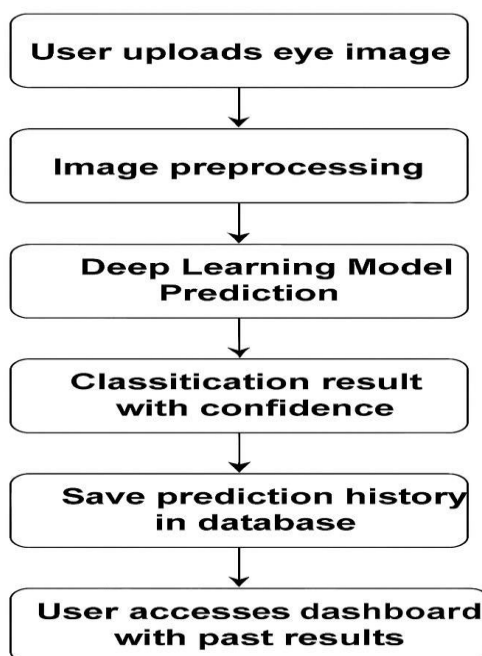 User uploads eye image
Image preprocessing
Deep Learning Model
Prediction
Classitication result
with confidence
Save prediction history
in database
User accesses dashboard
with past results